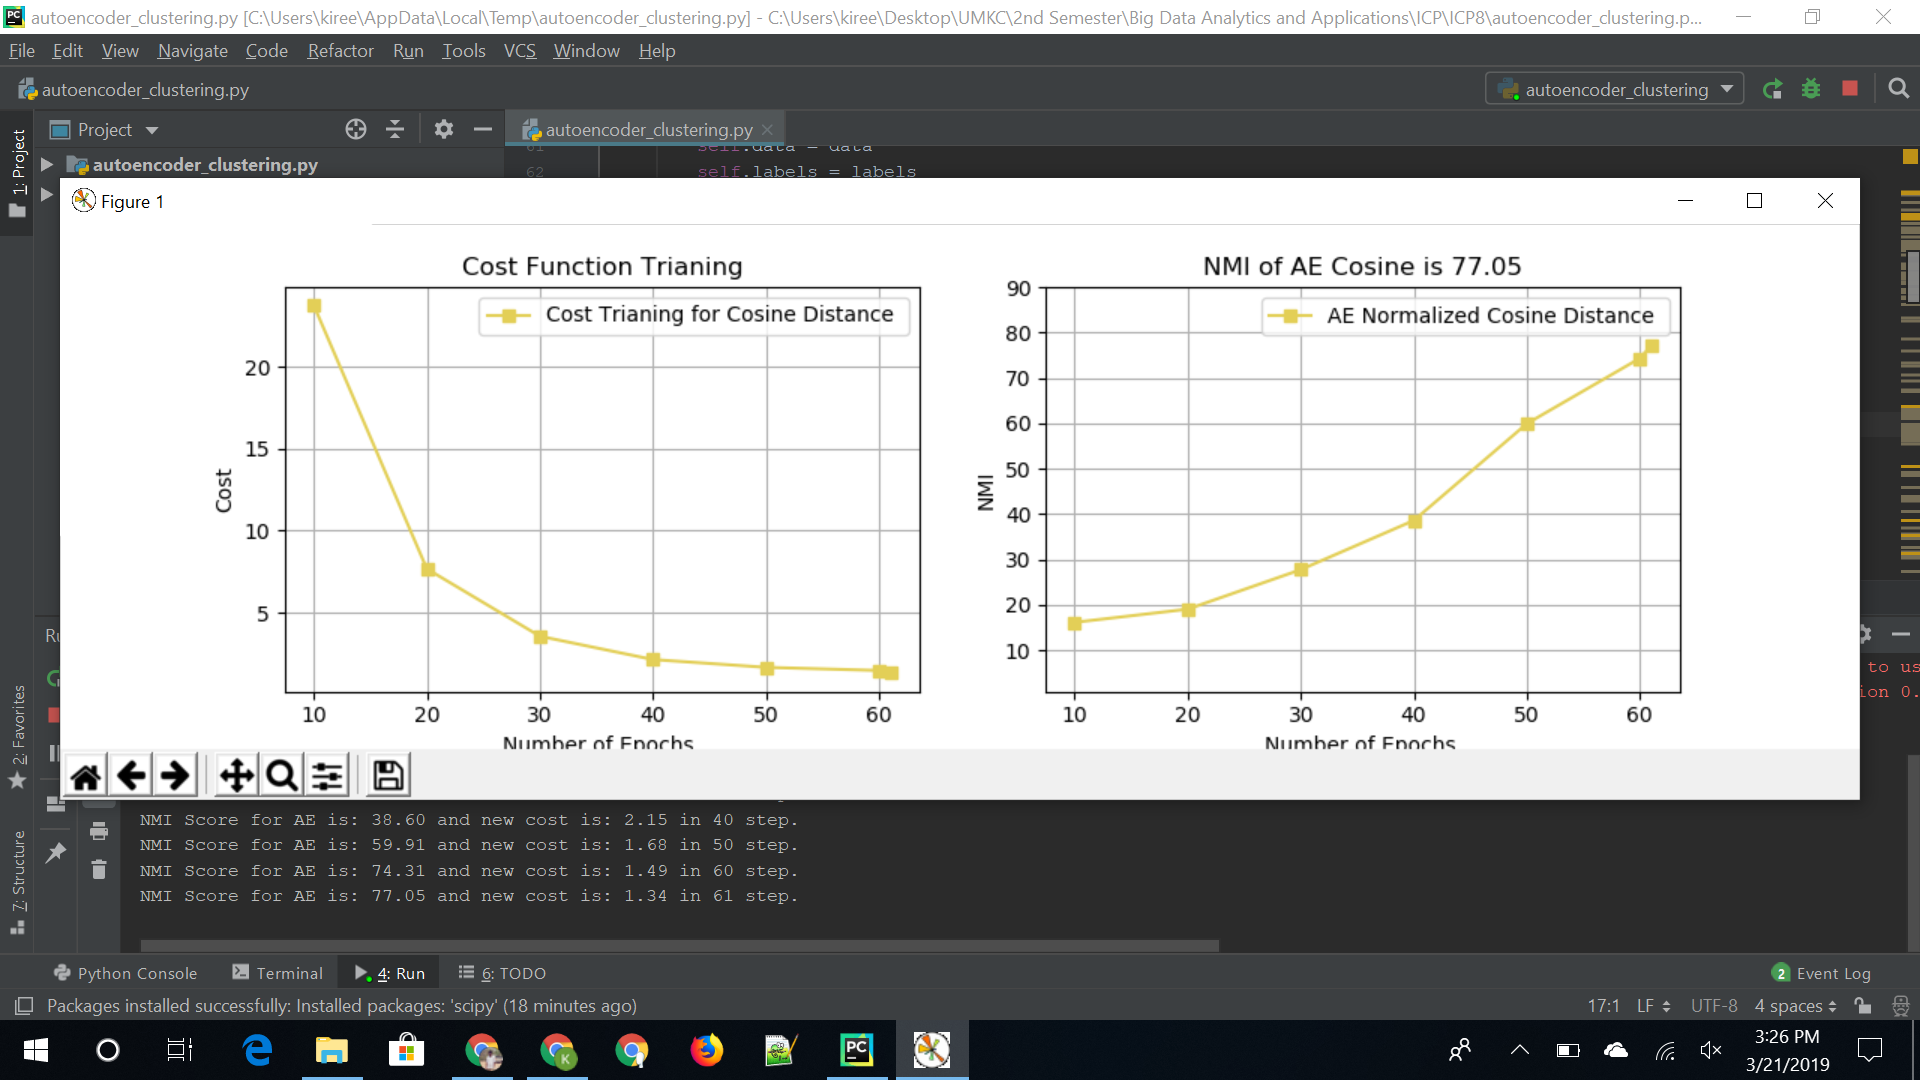 autoencoder_clustering.py [C:\Users\kiree\AppData\Local\Temp\autoencoder_clustering.py] - C:\Users\kiree\Desktop\UMKC\2nd Semester\Big Data Analytics and Applications\ICP\ICP8\autoencoder_clustering.p...
File Edit View Navigate Code Refactor Run Tools VCS Window Help
autoencoder_clustering.py
autoencoder_clustering
1: Project
Project
autoencoder_clustering.py
autoencoder_clustering.py
61 self.data = data
62 self.labels = labels
Figure 1
Cost Function Trianing
Cost Trianing for Cosine Distance
20
15
10
5
Cost
10 20 30 40 50 60
Number of Epochs
NMI of AE Cosine is 77.05
AE Normalized Cosine Distance
90
80
70
60
50
40
30
20
10
NMI
10 20 30 40 50 60
Number of Epochs
to us
ion 0.
2: Favorites
7: Structure
NMI Score for AE is: 38.60 and new cost is: 2.15 in 40 step.
NMI Score for AE is: 59.91 and new cost is: 1.68 in 50 step.
NMI Score for AE is: 74.31 and new cost is: 1.49 in 60 step.
NMI Score for AE is: 77.05 and new cost is: 1.34 in 61 step.
Python Console Terminal 4: Run 6: TODO
2 Event Log
Packages installed successfully: Installed packages: 'scipy' (18 minutes ago)
17:1 LF UTF-8 4 spaces
3:26 PM
3/21/2019